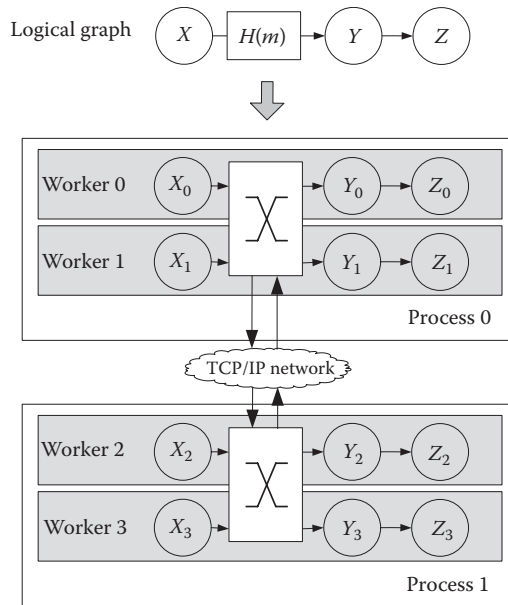 Logical graph X H(m) Y Z
Worker 0 X₀ Y₀ Z₀
Worker 1 X₁ Y₁ Z₁
Process 0
TCP/IP network
Worker 2 X₂ Y₂ Z₂
Worker 3 X₃ Y₃ Z₃
Process 1